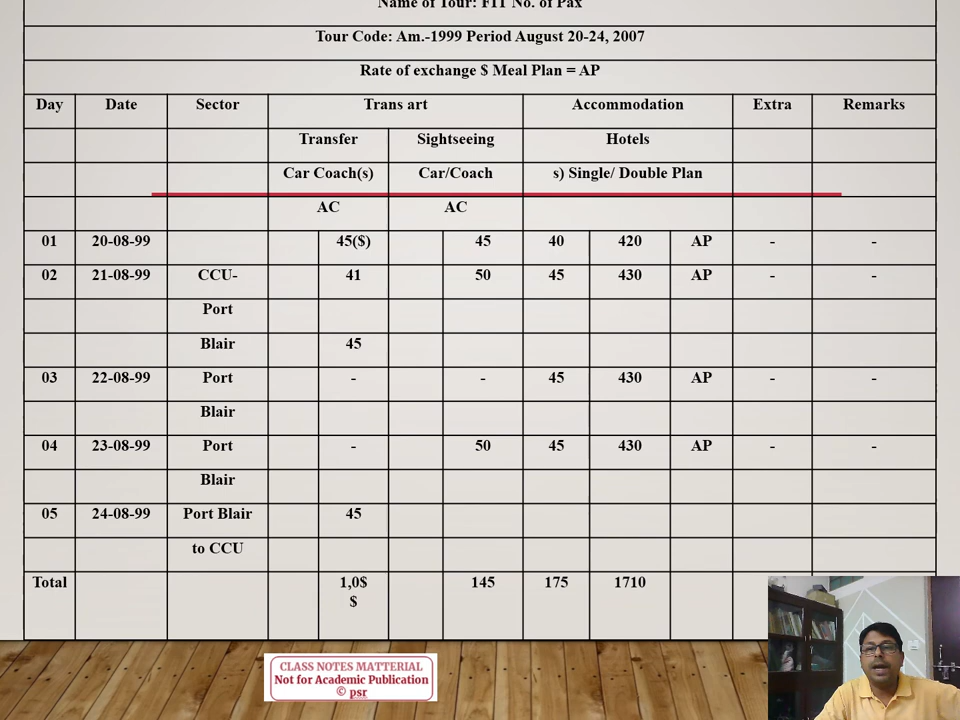 Name of Tour: FIT No. of Pax
Tour Code: Am.-1999 Period August 20-24, 2007
Rate of exchange $ Meal Plan = AP
Day Date Sector Trans art Accommodation Extra Remarks
Transfer Sightseeing Hotels
Car Coach(s) Car/Coach s) Single/ Double Plan
AC AC
01 20-08-99 45($) 45 40 420 AP - -
02 21-08-99 CCU- 41 50 45 430 AP - -
Port
Blair 45
03 22-08-99 Port - - 45 430 AP - -
Blair
04 23-08-99 Port - 50 45 430 AP - -
Blair
05 24-08-99 Port Blair 45
to CCU
Total 1,0$ 145 175 1710
$
CLASS NOTES MATTERIAL
Not for Academic Publication
© psr